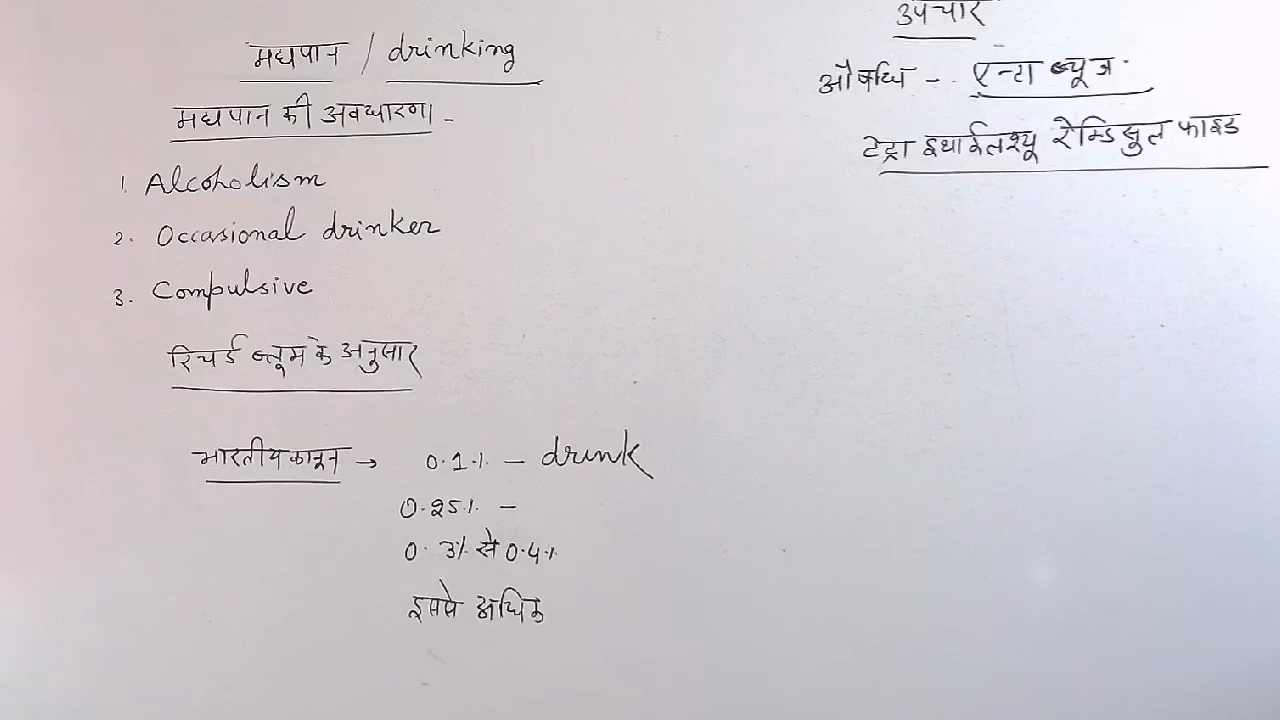 मद्यपान / drinking
मद्यपान की अवधारणा -
1. Alcoholism
2. Occasional drinker
3. Compulsive
रिचर्ड ब्लूम के अनुसार
भारतीय कानून → 0.1% - drink
0.25% -
0.3% से 0.4%
इससे अधिक
उपचार
औषधि - एन्टा ब्यूज
टेट्रा इथाईलथ्यू रैम्डिसुल फाइड